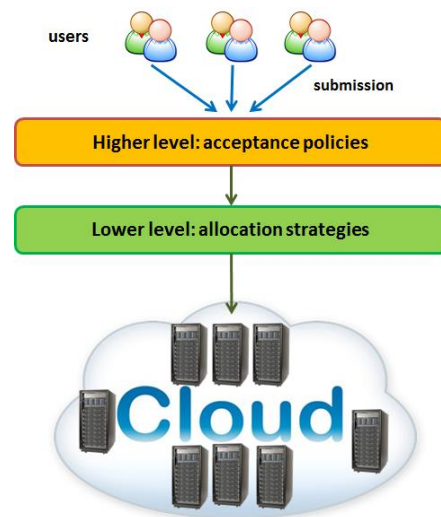 users
submission
Higher level: acceptance policies
Lower level: allocation strategies
Cloud